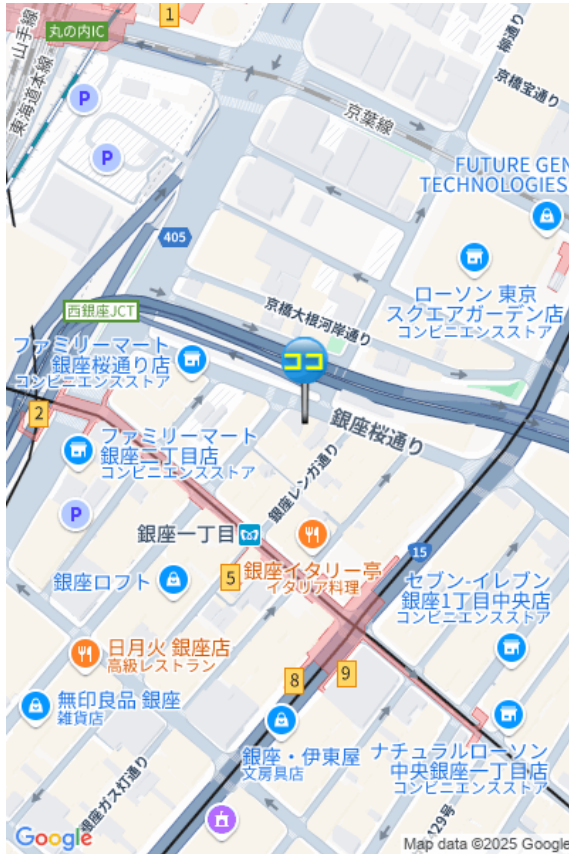 1
丸の内IC
山手線
東海道本線
柳通り
京橋宝通り
P
京葉線
P
FUTURE GEN
TECHNOLOGIES
405
ローソン 東京
スクエアガーデン店
コンビニエンスストア
西銀座JCT
京橋大根河岸通り
ファミリーマート
銀座桜通り店
コンビニエンスストア
ココ
2
銀座桜通り
ファミリーマート
銀座二丁目店
コンビニエンスストア
銀座レンガ通り
P
銀座一丁目
15
銀座イタリー亭
イタリア料理
5
銀座ロフト
セブン-イレブン
銀座1丁目中央店
コンビニエンスストア
日月火 銀座店
高級レストラン
8
9
無印良品 銀座
雑貨店
銀座・伊東屋
文房具店
ナチュラルローソン
中央銀座一丁目店
コンビニエンスストア
銀座ガス灯通り
29号
Google
Map data ©2025 Google